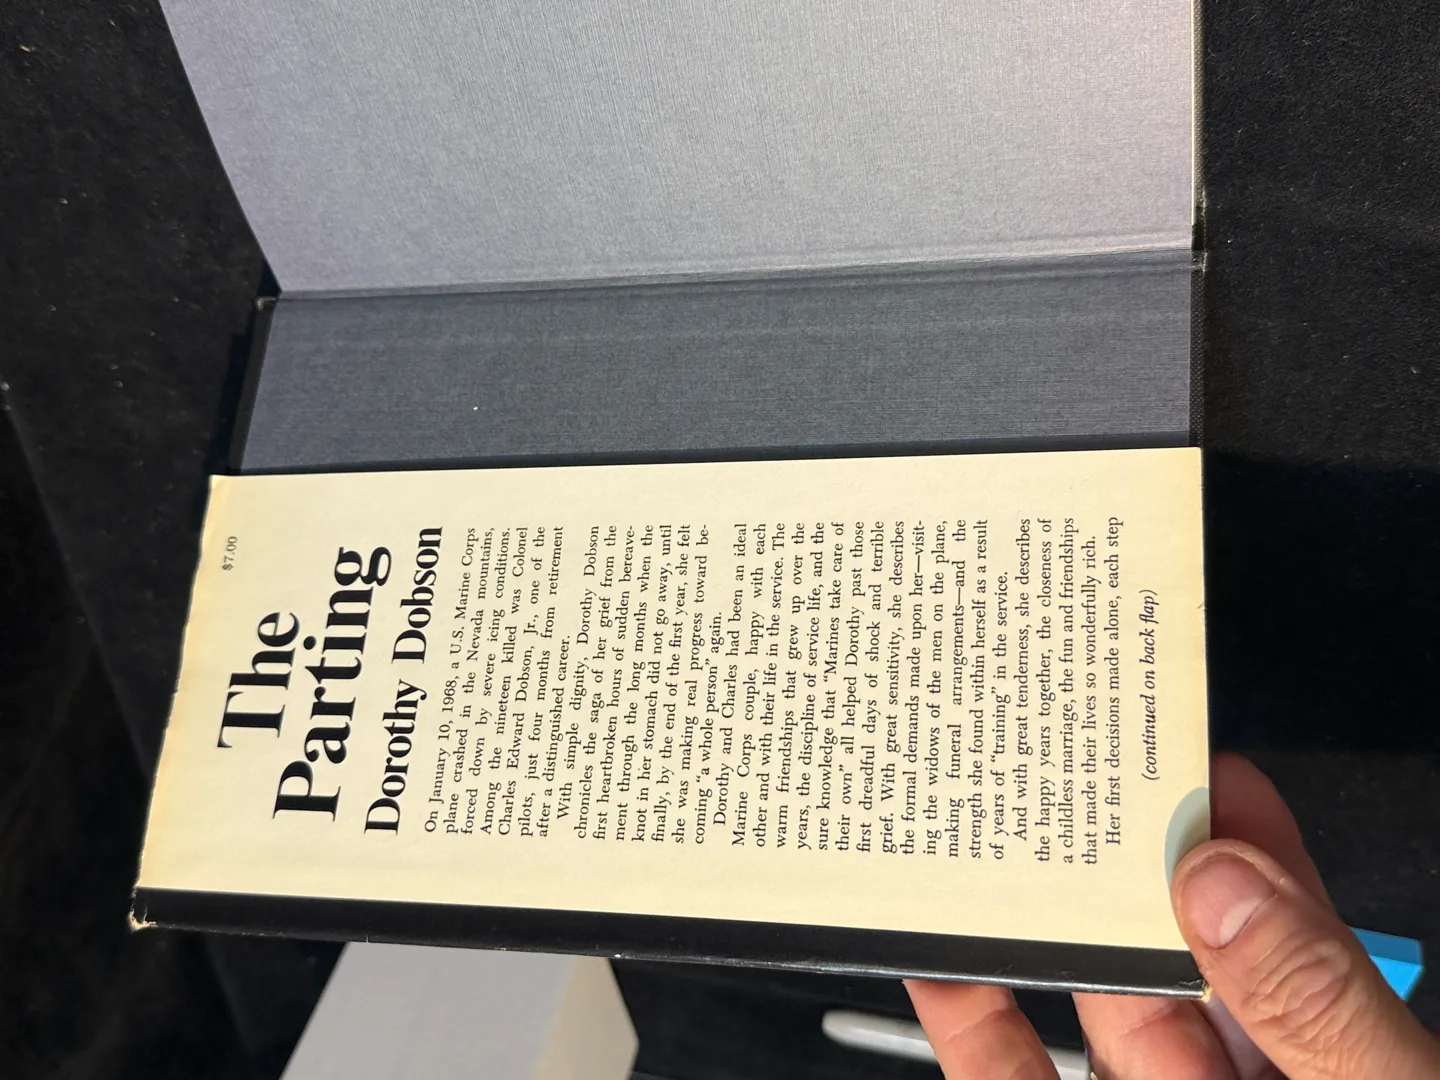 $7.00
The
Parting
Dorothy Dobson
On January 10, 1968, a U.S. Marine Corps
plane crashed in the Nevada mountains,
forced down by severe icing conditions.
Among the nineteen killed was Colonel
Charles Edward Dobson, Jr., one of the
pilots, just four months from retirement
after a distinguished career.
With simple dignity, Dorothy Dobson
chronicles the saga of her grief from the
first heartbroken hours of sudden bereave-
ment through the long months when the
knot in her stomach did not go away, until
finally, by the end of the first year, she felt
she was making real progress toward be-
coming "a whole person" again.
Dorothy and Charles had been an ideal
Marine Corps couple, happy with each
other and with their life in the service. The
warm friendships that grew up over the
years, the discipline of service life, and the
sure knowledge that "Marines take care of
their own" all helped Dorothy past those
first dreadful days of shock and terrible
grief. With great sensitivity, she describes
the formal demands made upon her—visit-
ing the widows of the men on the plane,
making funeral arrangements—and the
strength she found within herself as a result
of years of "training" in the service.
And with great tenderness, she describes
the happy years together, the closeness of
a childless marriage, the fun and friendships
that made their lives so wonderfully rich.
Her first decisions made alone, each step
(continued on back flap)